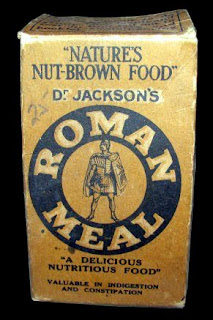 "NATURE'S
NUT-BROWN FOOD"
DR JACKSON'S
ROMAN
MEAL
"A DELICIOUS
NUTRITIOUS FOOD"
VALUABLE IN INDIGESTION
AND CONSTIPATION